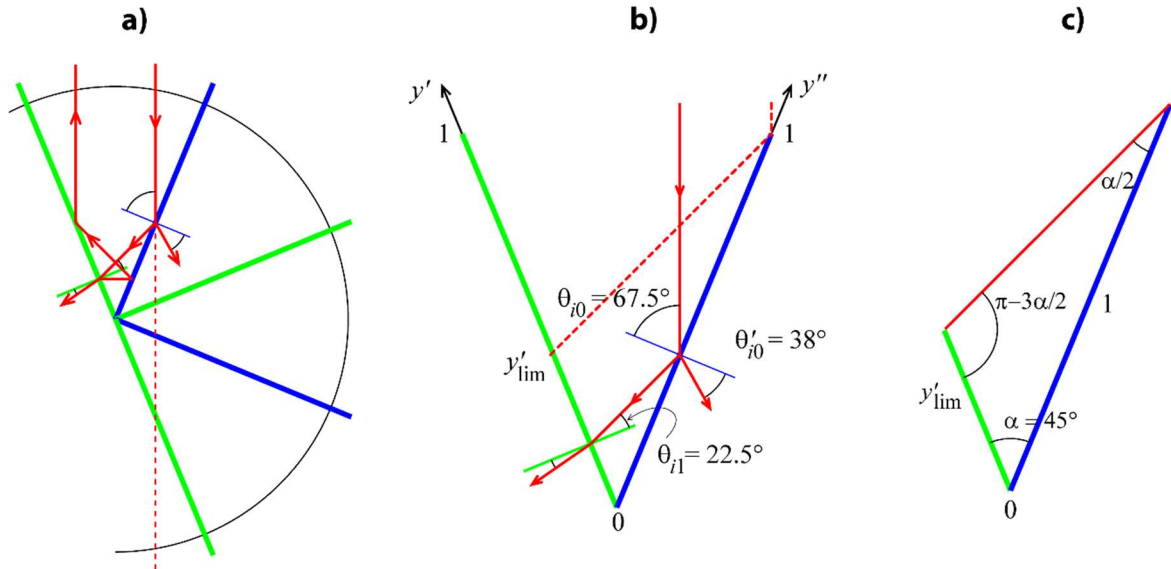 a)
b)
c)
y′
y″
1
1
α/2
θi0 = 67.5°
π−3α/2
1
θ′i0 = 38°
y′lim
y′lim
α = 45°
θi1 = 22.5°
0
0